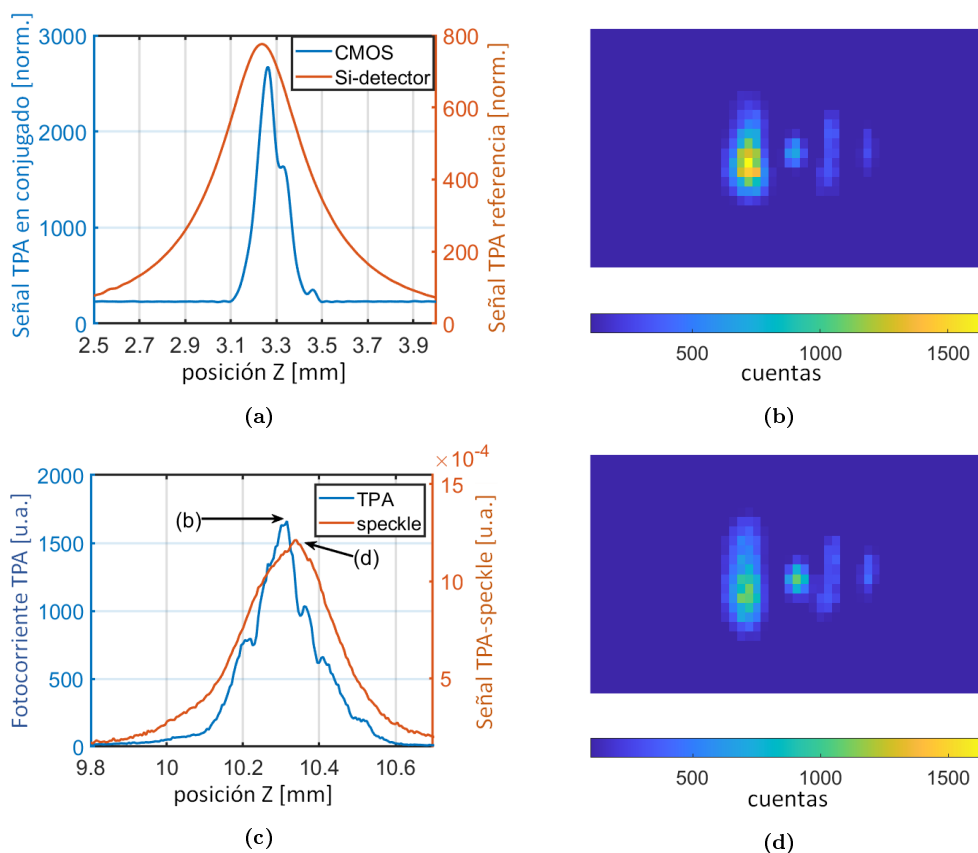 3000
2000
1000
0
Señal TPA en conjugado [norm.]
800
600
400
200
0
Señal TPA referencia [norm.]
CMOS
Si-detector
2.5 2.7 2.9 3.1 3.3 3.5 3.7 3.9
posición Z [mm]
(a)
500 1000 1500
cuentas
(b)
2000
1500
1000
500
0
Fotocorriente TPA [u.a.]
×10⁻⁴
15
10
5
Señal TPA-speckle [u.a.]
TPA
speckle
(b)
(d)
9.8 10 10.2 10.4 10.6
posición Z [mm]
(c)
500 1000 1500
cuentas
(d)